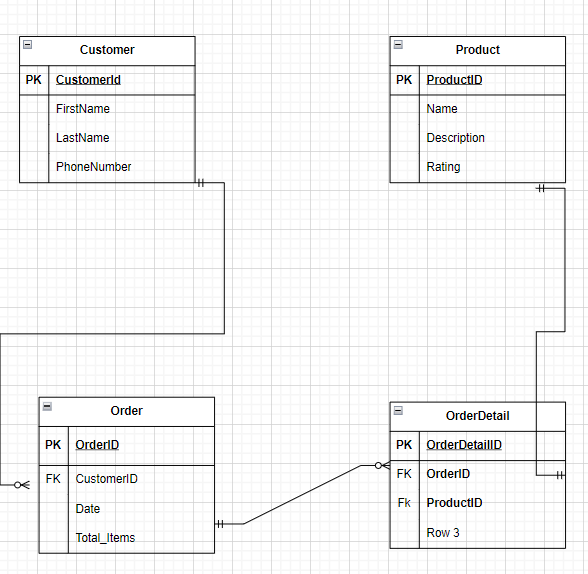 Customer
PK CustomerId
FirstName
LastName
PhoneNumber
Product
PK ProductID
Name
Description
Rating
Order
PK OrderID
FK CustomerID
Date
Total_Items
OrderDetail
PK OrderDetailID
FK OrderID
Fk ProductID
Row 3